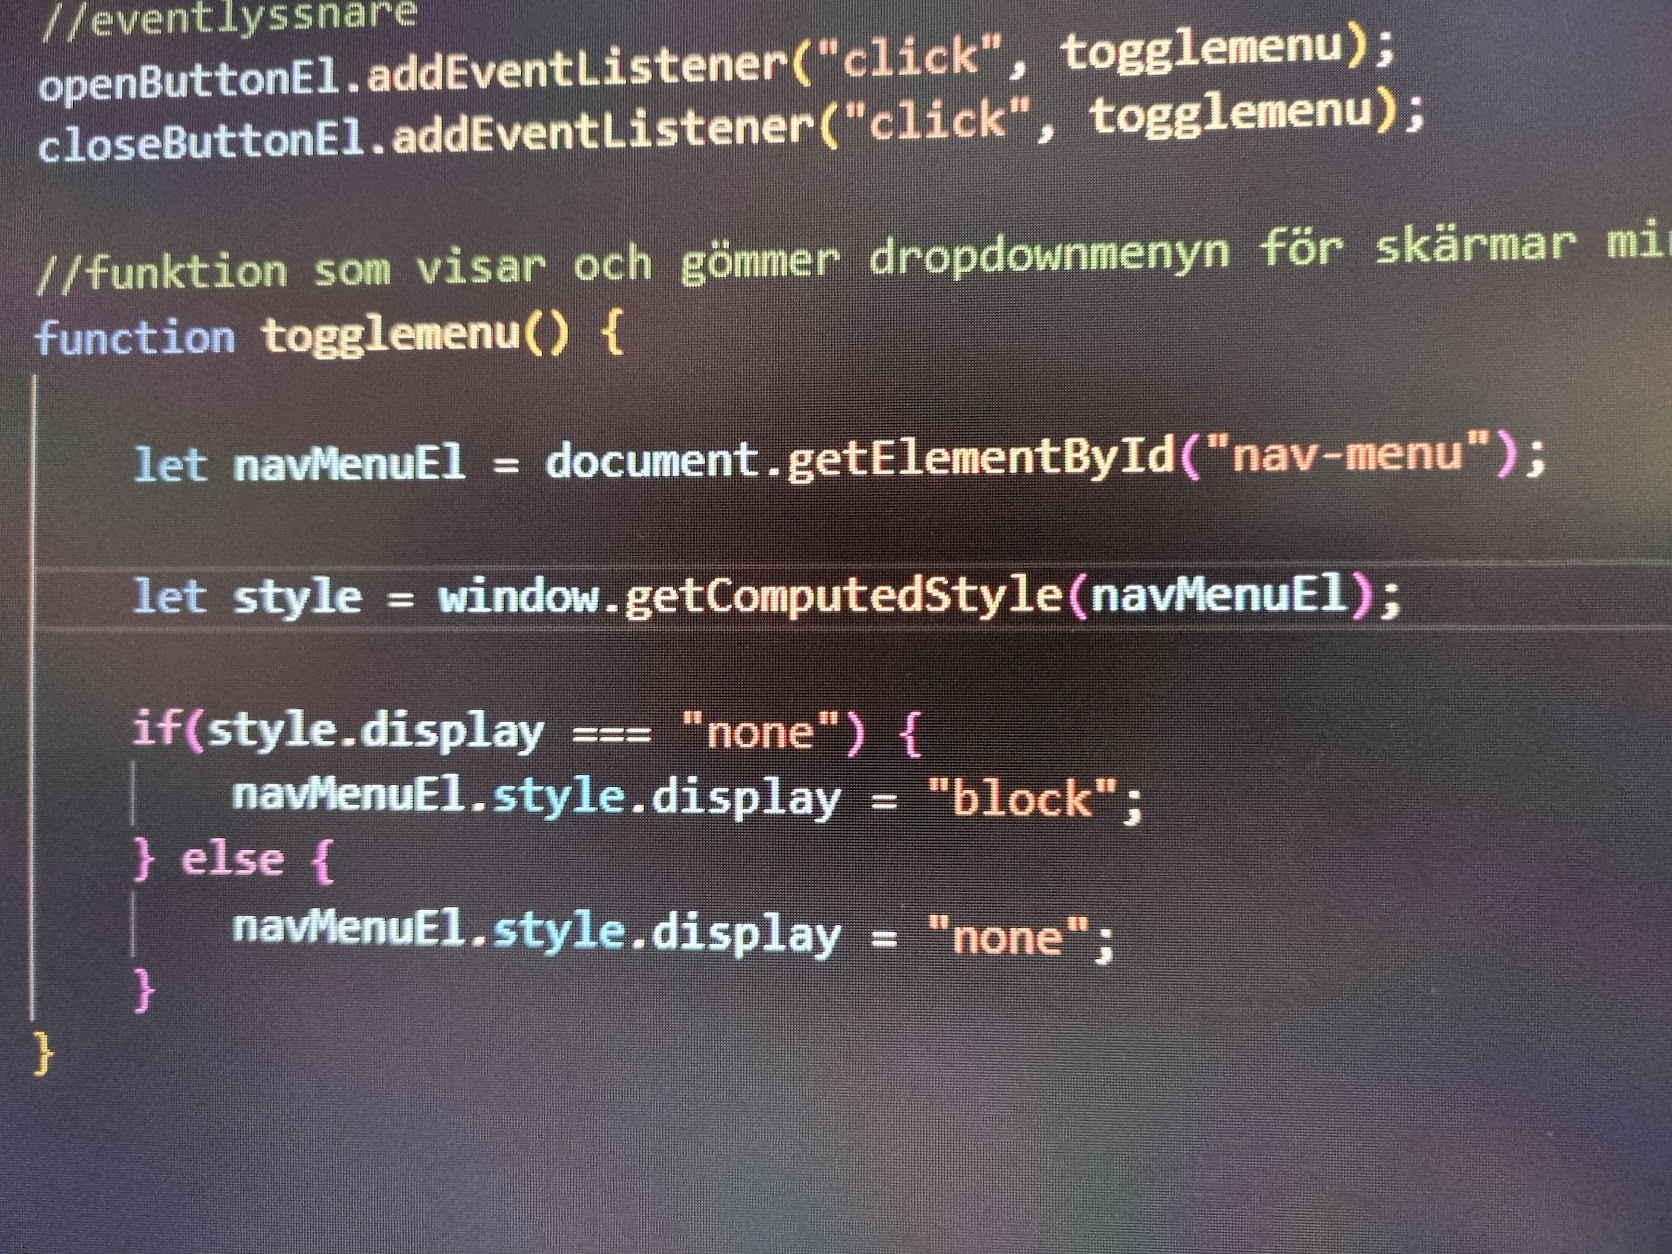 //eventlyssnare
openButtonEl.addEventListener("click", togglemenu);
closeButtonEl.addEventListener("click", togglemenu);
//funktion som visar och gömmer dropdownmenyn för skärmar
function togglemenu() {
let navMenuEl = document.getElementById("nav-menu");
let style = window.getComputedStyle(navMenuEl);
if(style.display === "none") {
navMenuEl.style.display = "block";
} else {
navMenuEl.style.display = "none";
}
}